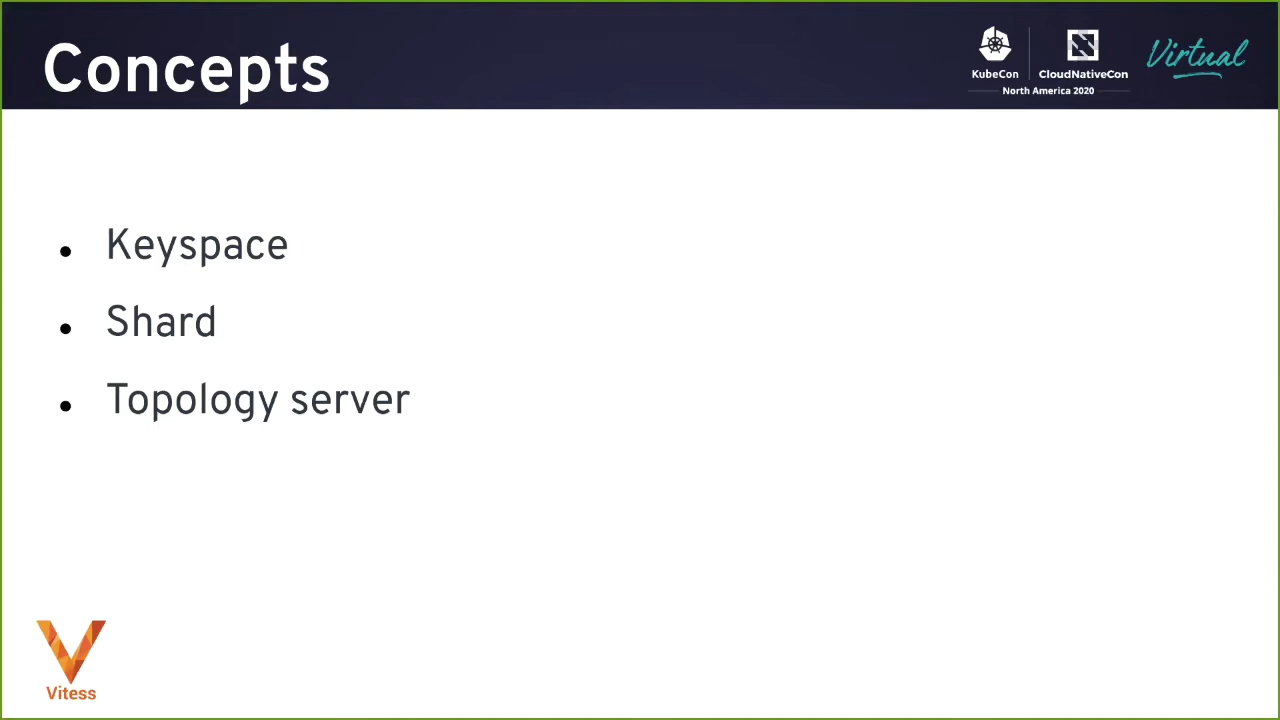 Concepts
KubeCon
CloudNativeCon
North America 2020
Virtual
Keyspace
Shard
Topology server
Vitess